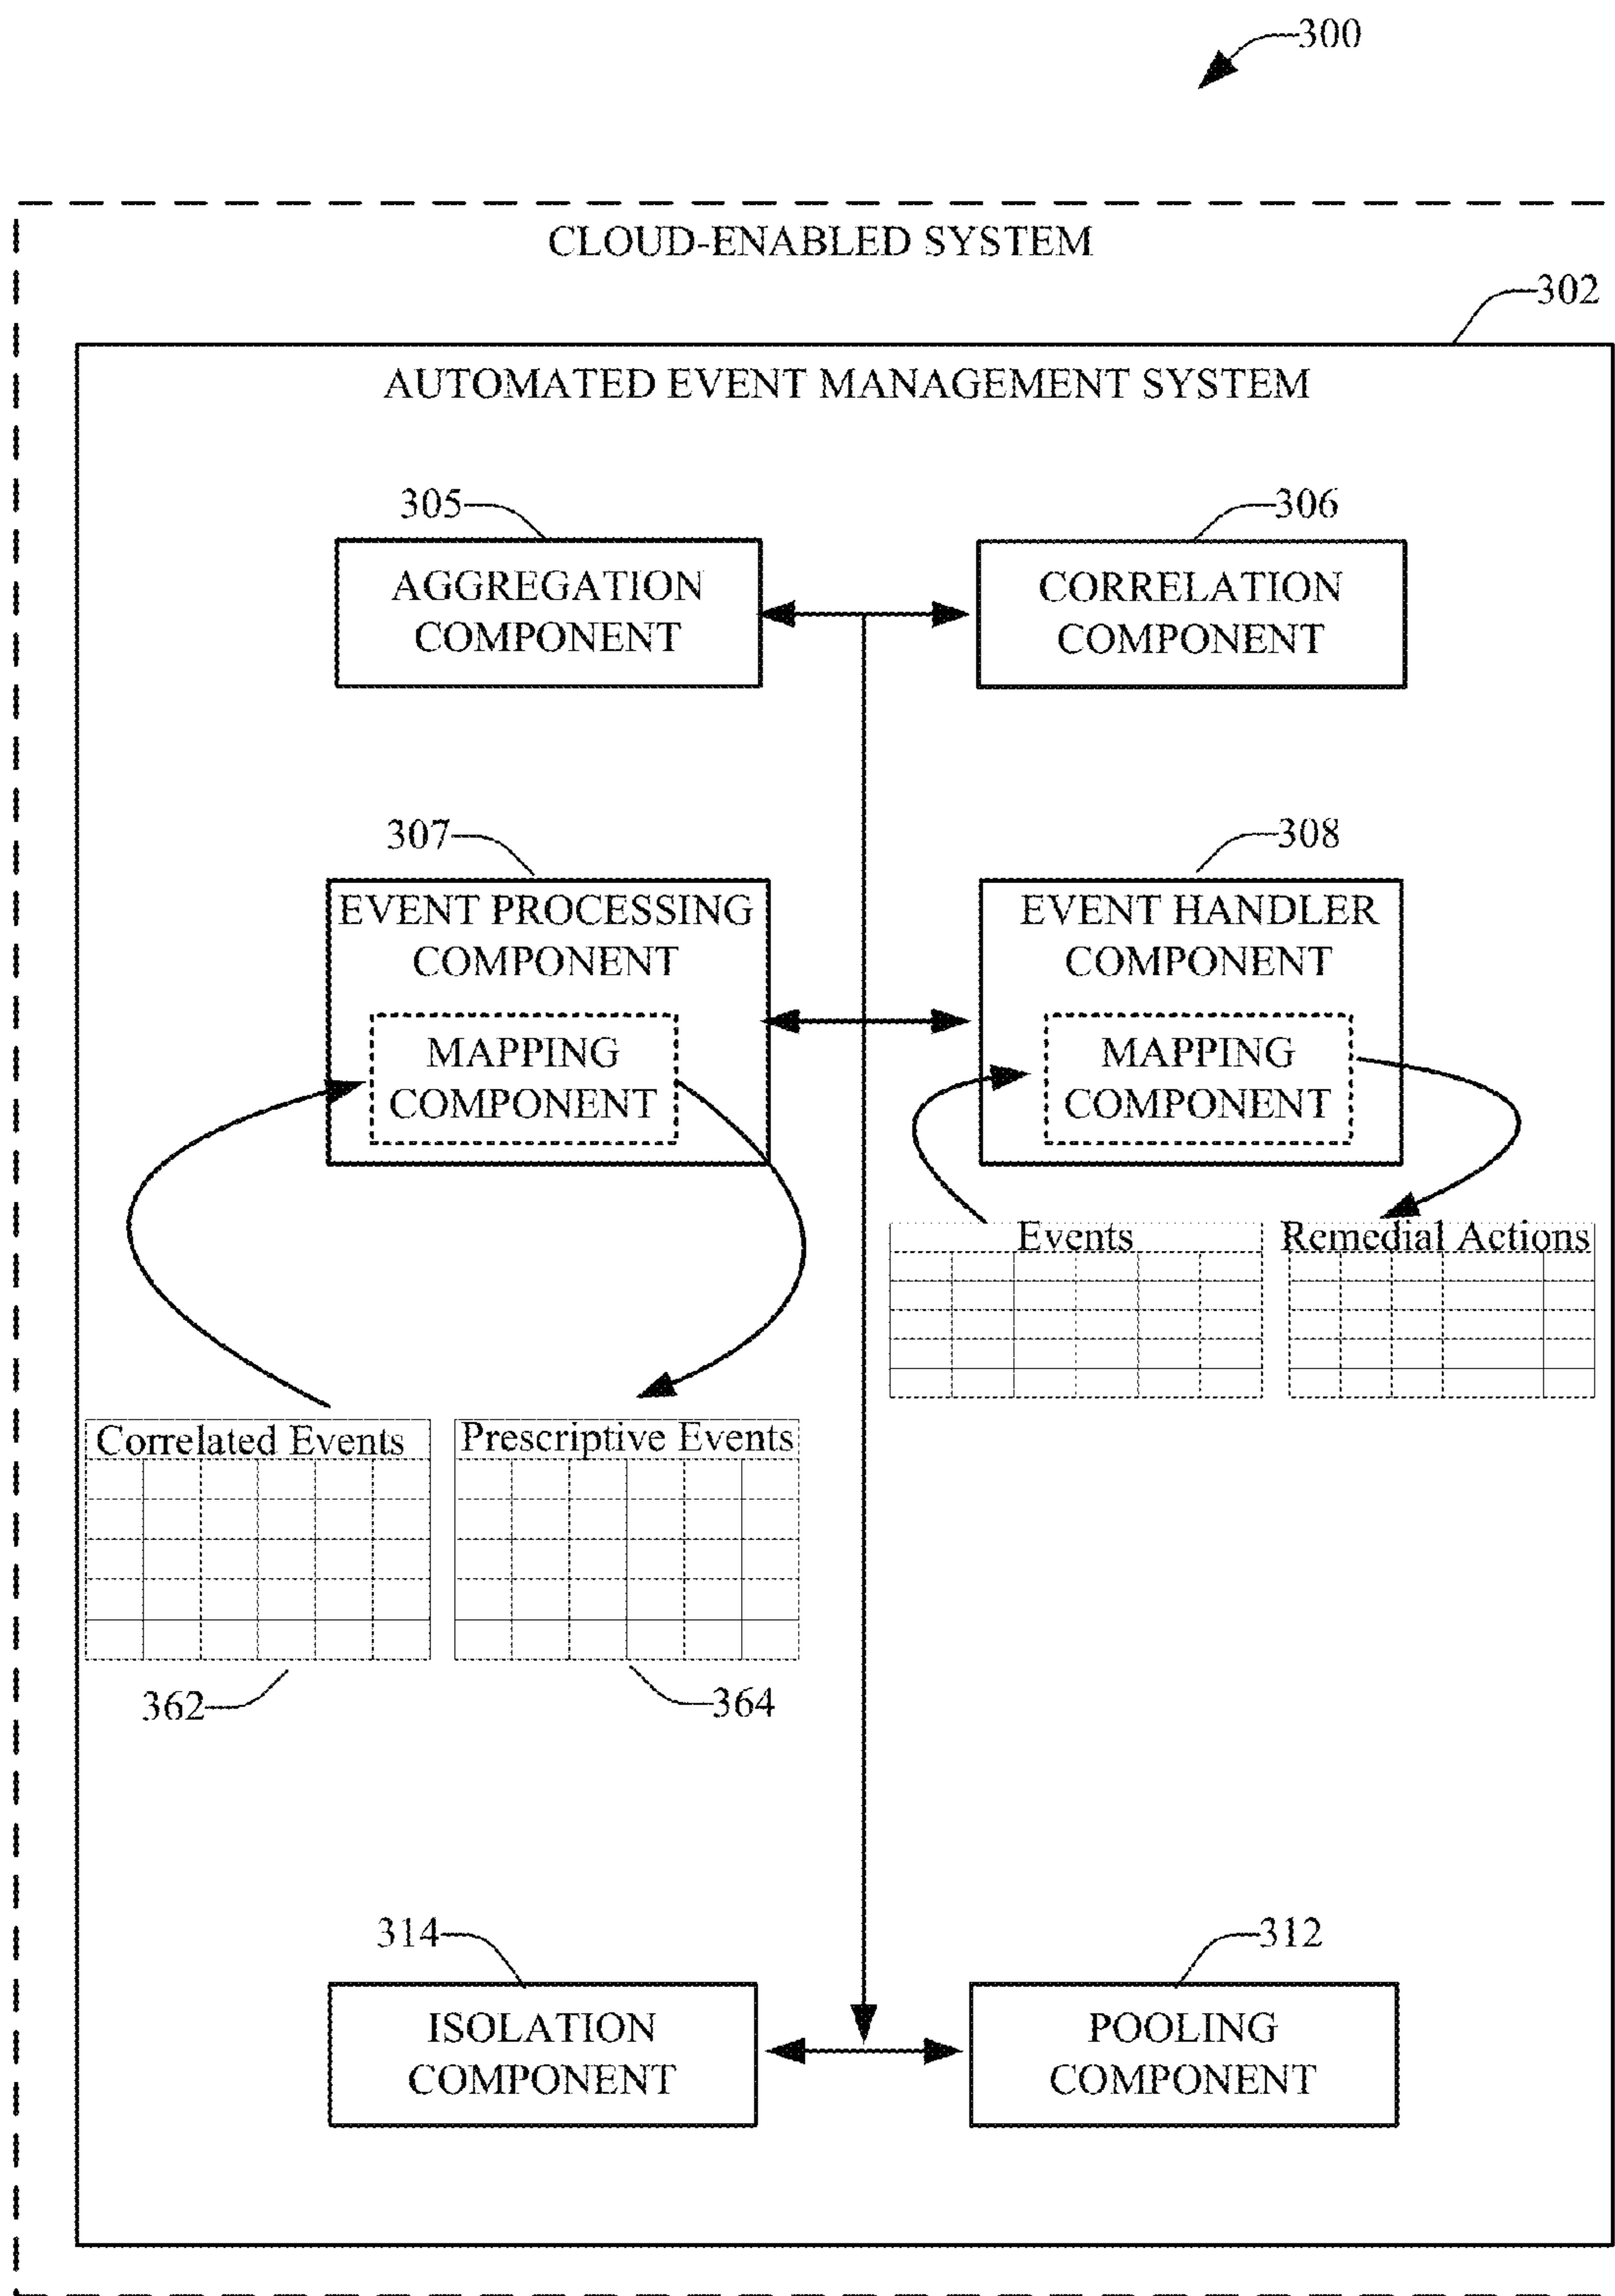 300
CLOUD-ENABLED SYSTEM
302
AUTOMATED EVENT MANAGEMENT SYSTEM
305
306
AGGREGATION
COMPONENT
CORRELATION
COMPONENT
307
308
EVENT PROCESSING
COMPONENT
MAPPING
COMPONENT
EVENT HANDLER
COMPONENT
MAPPING
COMPONENT
Events
Remedial Actions
Correlated Events
Prescriptive Events
362
364
314
312
ISOLATION
COMPONENT
POOLING
COMPONENT